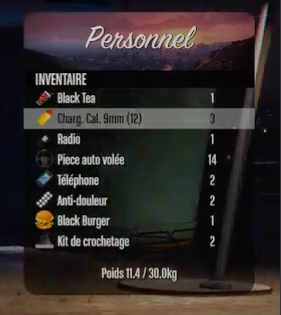 Personnel
INVENTAIRE
Black Tea 1
Charg. Cal. 9mm (12) 3
Radio 1
Piece auto volée 14
Téléphone 2
Anti-douleur 2
Black Burger 1
Kit de crochetage 2
Poids 11.4 / 30.0kg